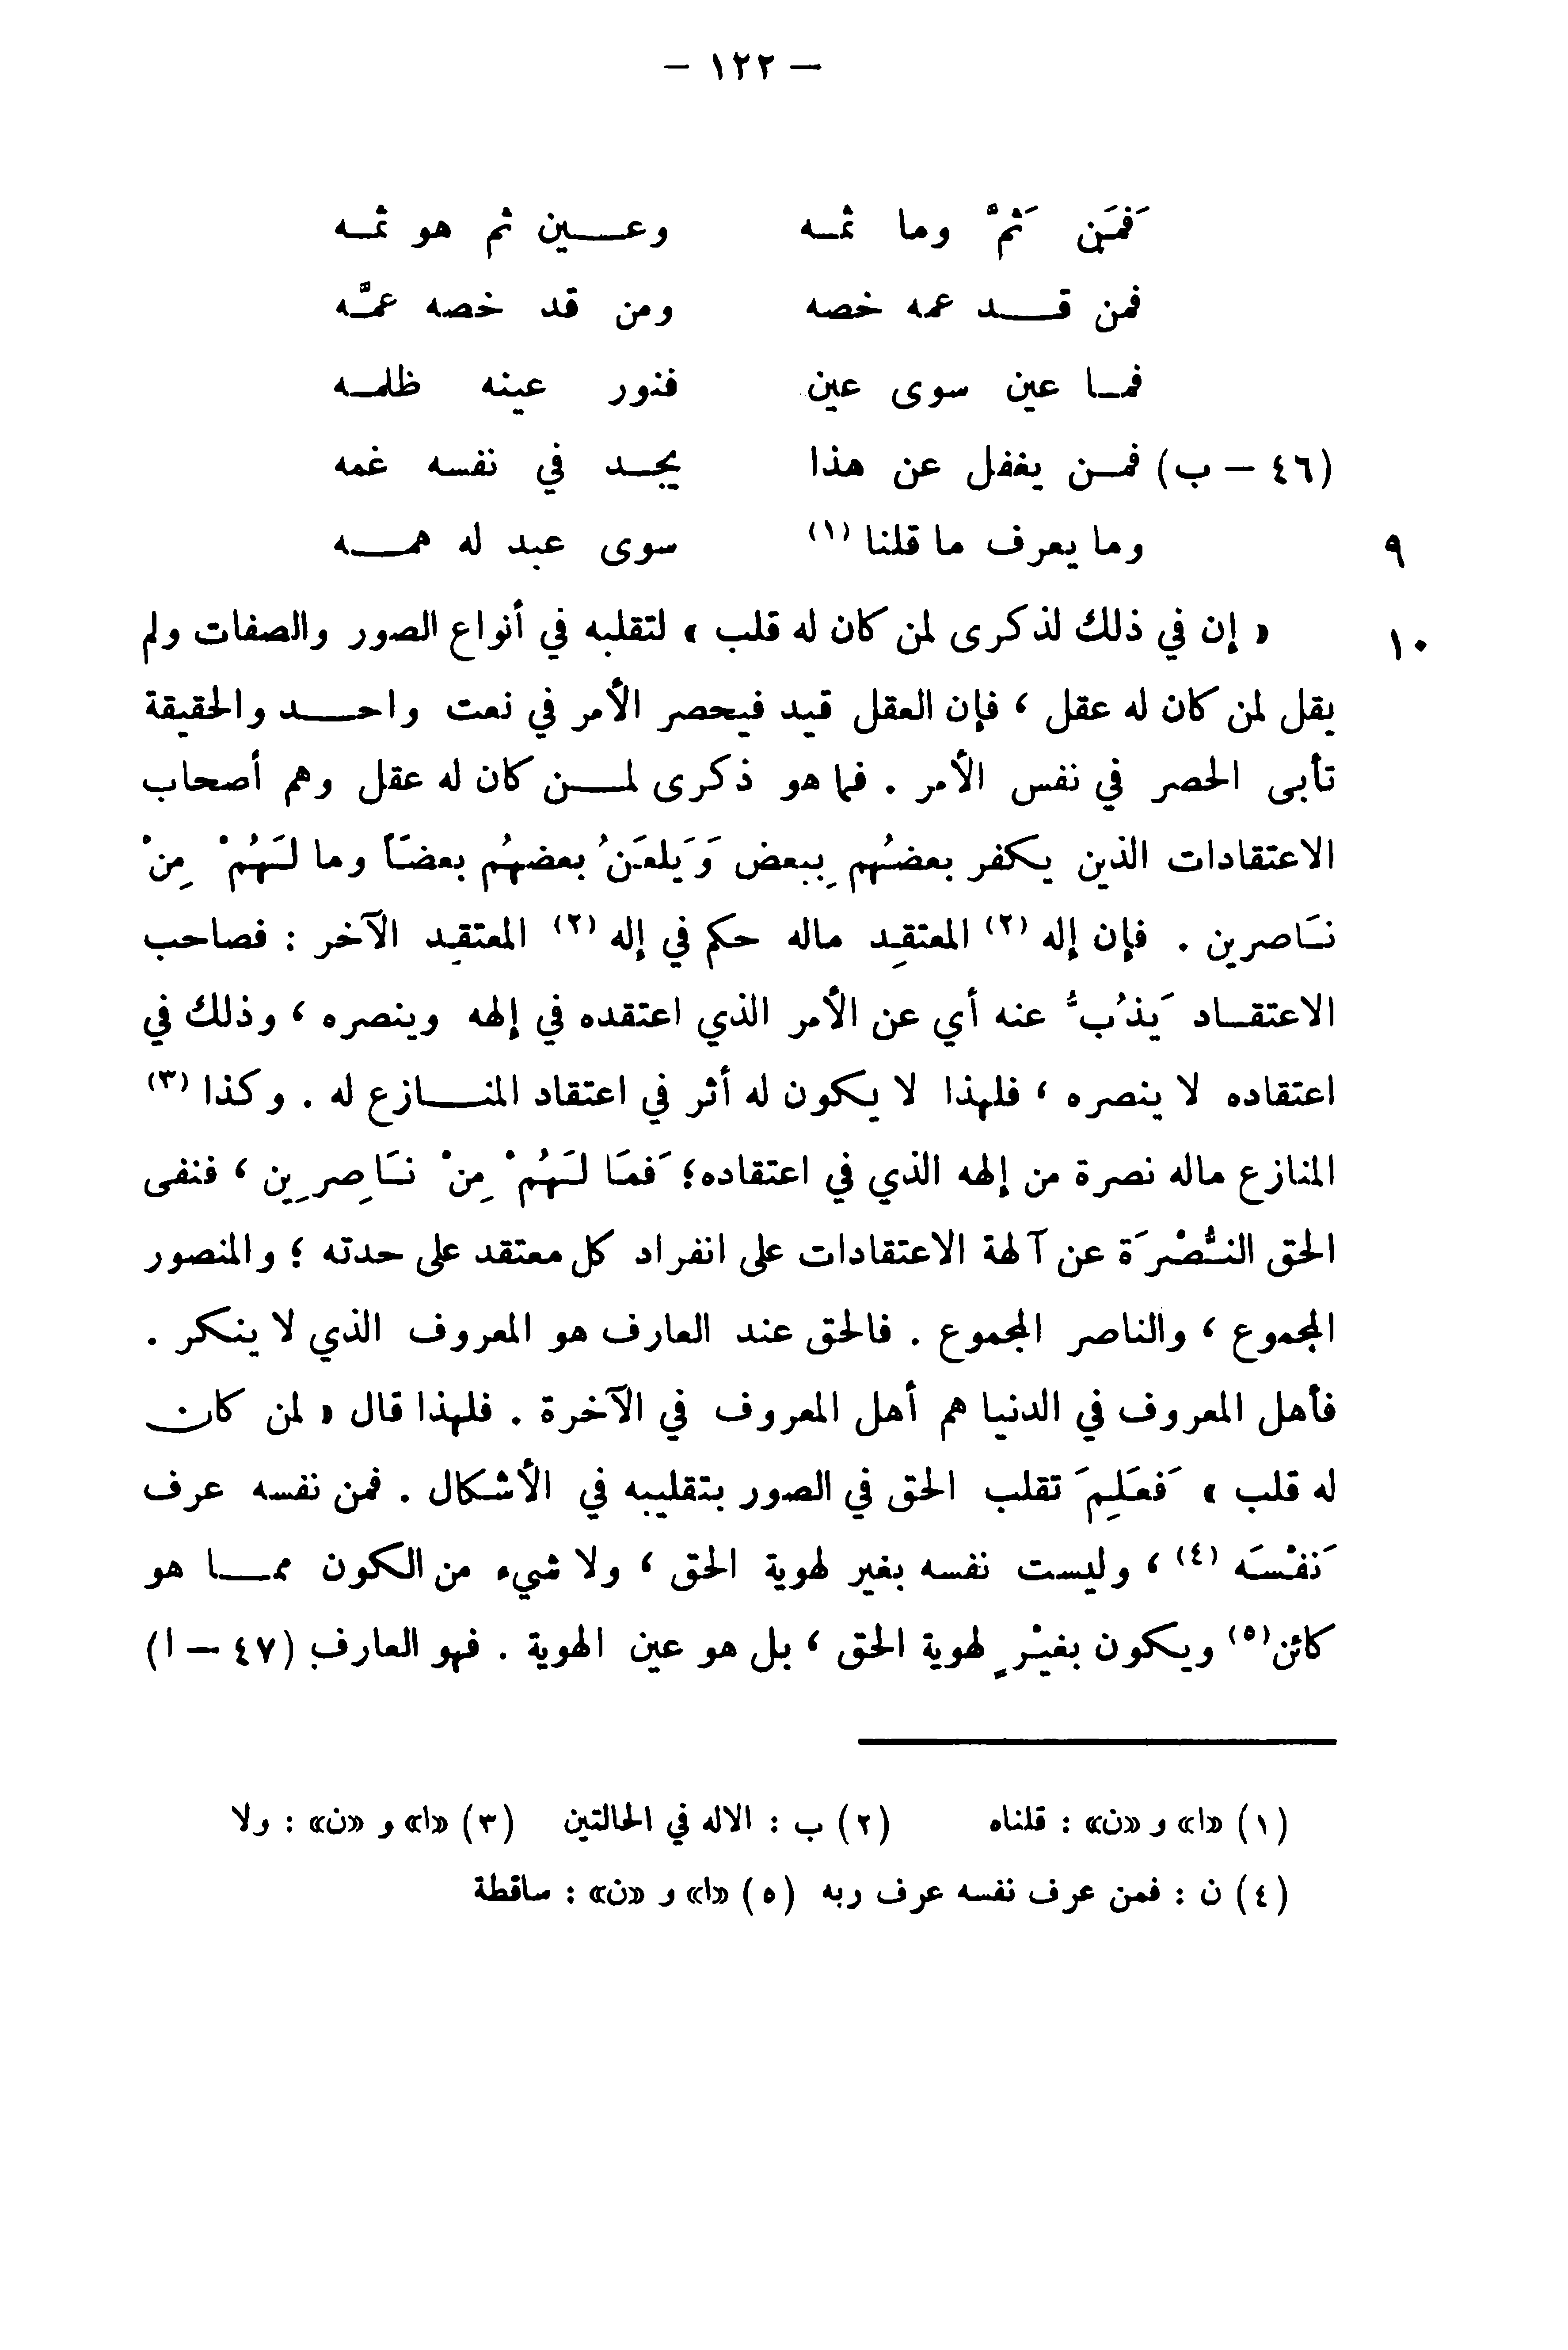 – ١٢٢ –
فَمَن ثَمَّ وما ثمه وعين ثم هو ثمه
فمن قد عمه خصه ومن قد خصه عمَّه
فما عين سوى عين فنور عينه ظلمه
(٤٦ – ب) فمن يغفل عن هذا يجد في نفسه غمه
٩ وما يعرف ما قلنا (١) سوى عبد له همه
١٠ « إن في ذلك لذكرى لمن كان له قلب » لتقلبه في أنواع الصور والصفات ولم
يقل لمن كان له عقل ، فإن العقل قيد فيحصر الأمر في نعت واحد والحقيقة
تأبى الحصر في نفس الأمر . فما هو ذكرى لمن كان له عقل وهم أصحاب
الاعتقادات الذين يكفر بعضُهم بِبعض وَيَلعَنُ بعضهُم بعضَاً وما لَهُمْ مِنْ
نَاصرين . فإن إله (٢) المعتقِد ماله حكم في إله (٢) المعتقِد الآخر : فصاحب
الاعتقاد يَذُبُّ عنه أي عن الأمر الذي اعتقده في إلهه وينصره ، وذلك في
اعتقاده لا ينصره ، فلهذا لا يكون له أثر في اعتقاد المنازع له . وكذا (٣)
المنازع ماله نصرة من إلهه الذي في اعتقاده؛ فَمَا لَهُمْ مِنْ نَاصِرِين ، فنفى
الحق النُّصْرَة عن آلهة الاعتقادات على انفراد كل معتقد على حدته ؛ والمنصور
المجموع ، والناصر المجموع . فالحق عند العارف هو المعروف الذي لا ينكر .
فأهل المعروف في الدنيا هم أهل المعروف في الآخرة . فلهذا قال « لمن كان
له قلب » فَعَلِمَ تقلب الحق في الصور بتقليبه في الأشكال . فمن نفسه عرف
نَفْسَه (٤) ، وليست نفسه بغير لهوية الحق ، ولا شيء من الكون مما هو
كائن(٥) ويكون بغيْرٍ لهوية الحق ، بل هو عين الهوية . فهو العارف (٤٧ – ا)
(١) «ا» و «ن» : قلناه (٢) ب : الاله في الحالتين (٣) «ا» و «ن» : ولا
(٤) ن : فمن عرف نفسه عرف ربه (٥) «ا» و «ن» : ساقطة